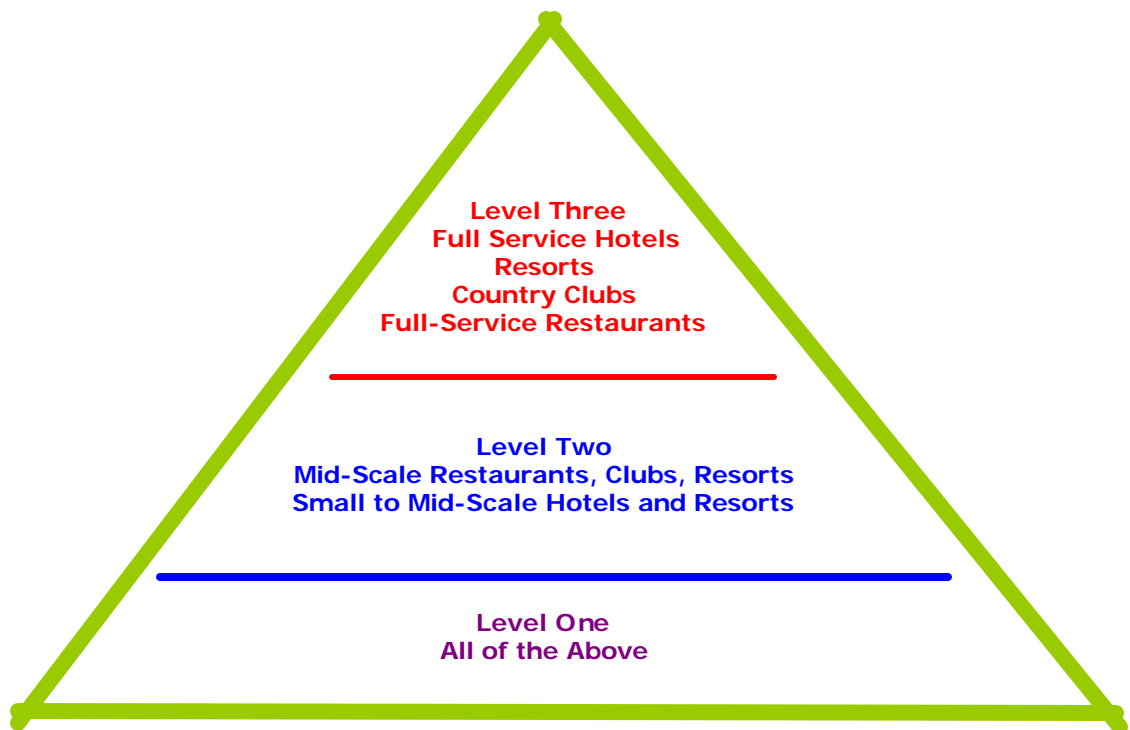 Level Three
Full Service Hotels
Resorts
Country Clubs
Full-Service Restaurants
Level Two
Mid-Scale Restaurants, Clubs, Resorts
Small to Mid-Scale Hotels and Resorts
Level One
All of the Above